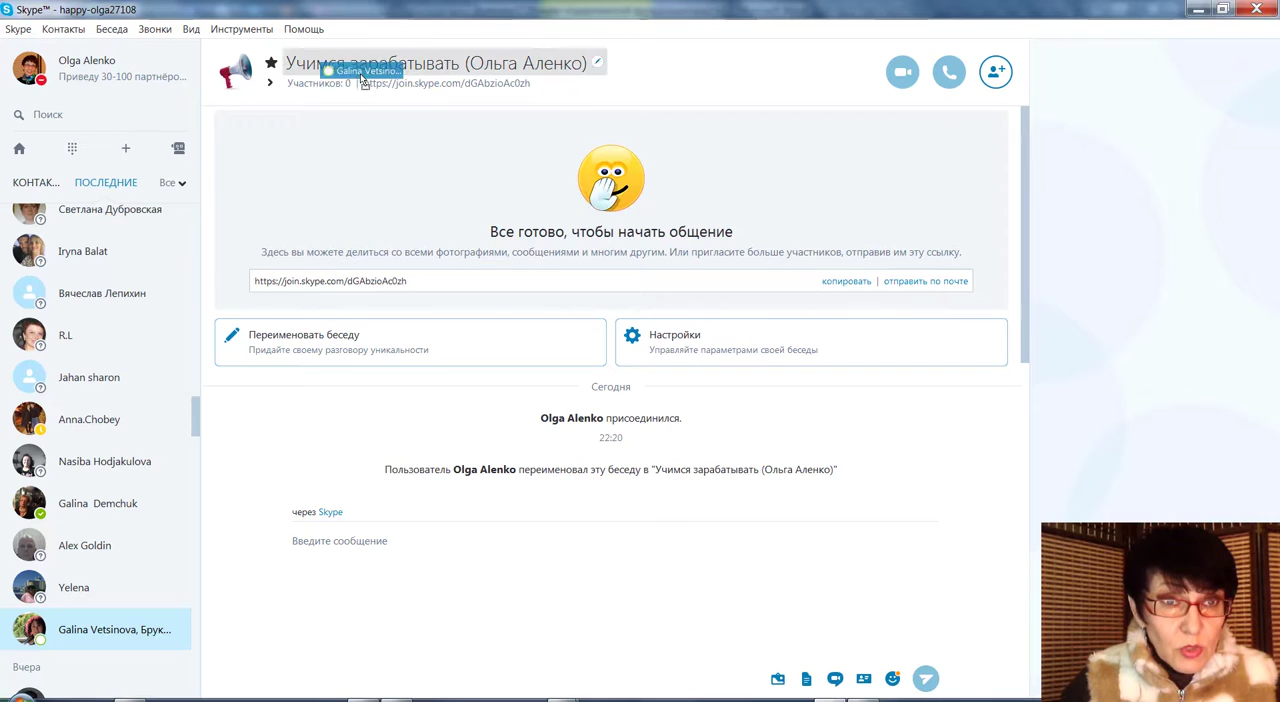 Skype™ - happy-olga27108
Skype Контакты Беседа Звонки Вид Инструменты Помощь
Olga Alenko
Приведу 30-100 партнёро...
Поиск
КОНТАК... ПОСЛЕДНИЕ Все
Светлана Дубровская
Iryna Balat
Вячеслав Лепихин
R.L
Jahan sharon
Anna.Chobey
Nasiba Hodjakulova
Galina Demchuk
Alex Goldin
Yelena
Galina Vetsinova, Брук...
Вчера
Учимся зарабатывать (Ольга Аленко)
Galina Vetsino...
Участников: 0 | https://join.skype.com/dGAbzioAc0zh
Все готово, чтобы начать общение
Здесь вы можете делиться со всеми фотографиями, сообщениями и многим другим. Или пригласите больше участников, отправив им эту ссылку.
https://join.skype.com/dGAbzioAc0zh копировать | отправить по почте
Переименовать беседу
Придайте своему разговору уникальности
Настройки
Управляйте параметрами своей беседы
Сегодня
Olga Alenko присоединился.
22:20
Пользователь Olga Alenko переименовал эту беседу в "Учимся зарабатывать (Ольга Аленко)"
через Skype
Введите сообщение